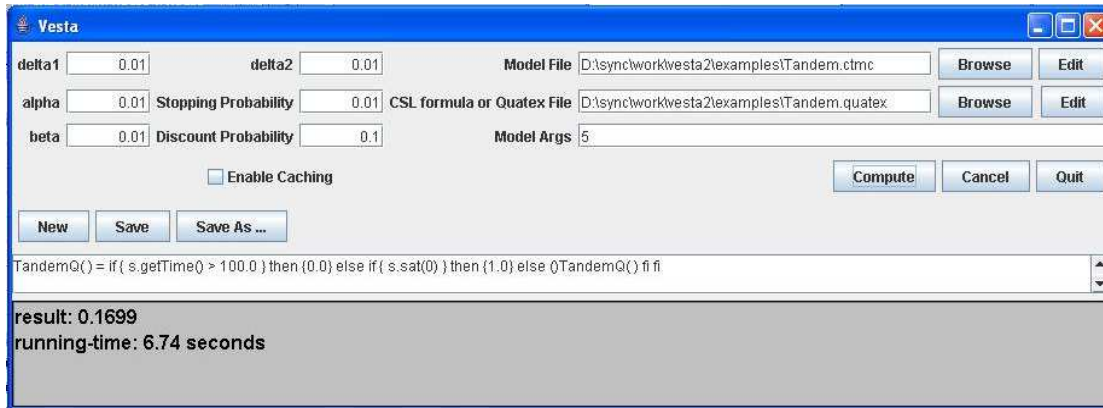 Vesta
delta1 0.01 delta2 0.01 Model File D:\sync\work\vesta2\examples\Tandem.ctmc Browse Edit
alpha 0.01 Stopping Probability 0.01 CSL formula or Quatex File D:\sync\work\vesta2\examples\Tandem.quatex Browse Edit
beta 0.01 Discount Probability 0.1 Model Args 5
Enable Caching Compute Cancel Quit
New Save Save As ...
TandemQ() = if { s.getTime() > 100.0 } then {0.0} else if { s.sat(0) } then {1.0} else ()TandemQ() fi fi
result: 0.1699
running-time: 6.74 seconds